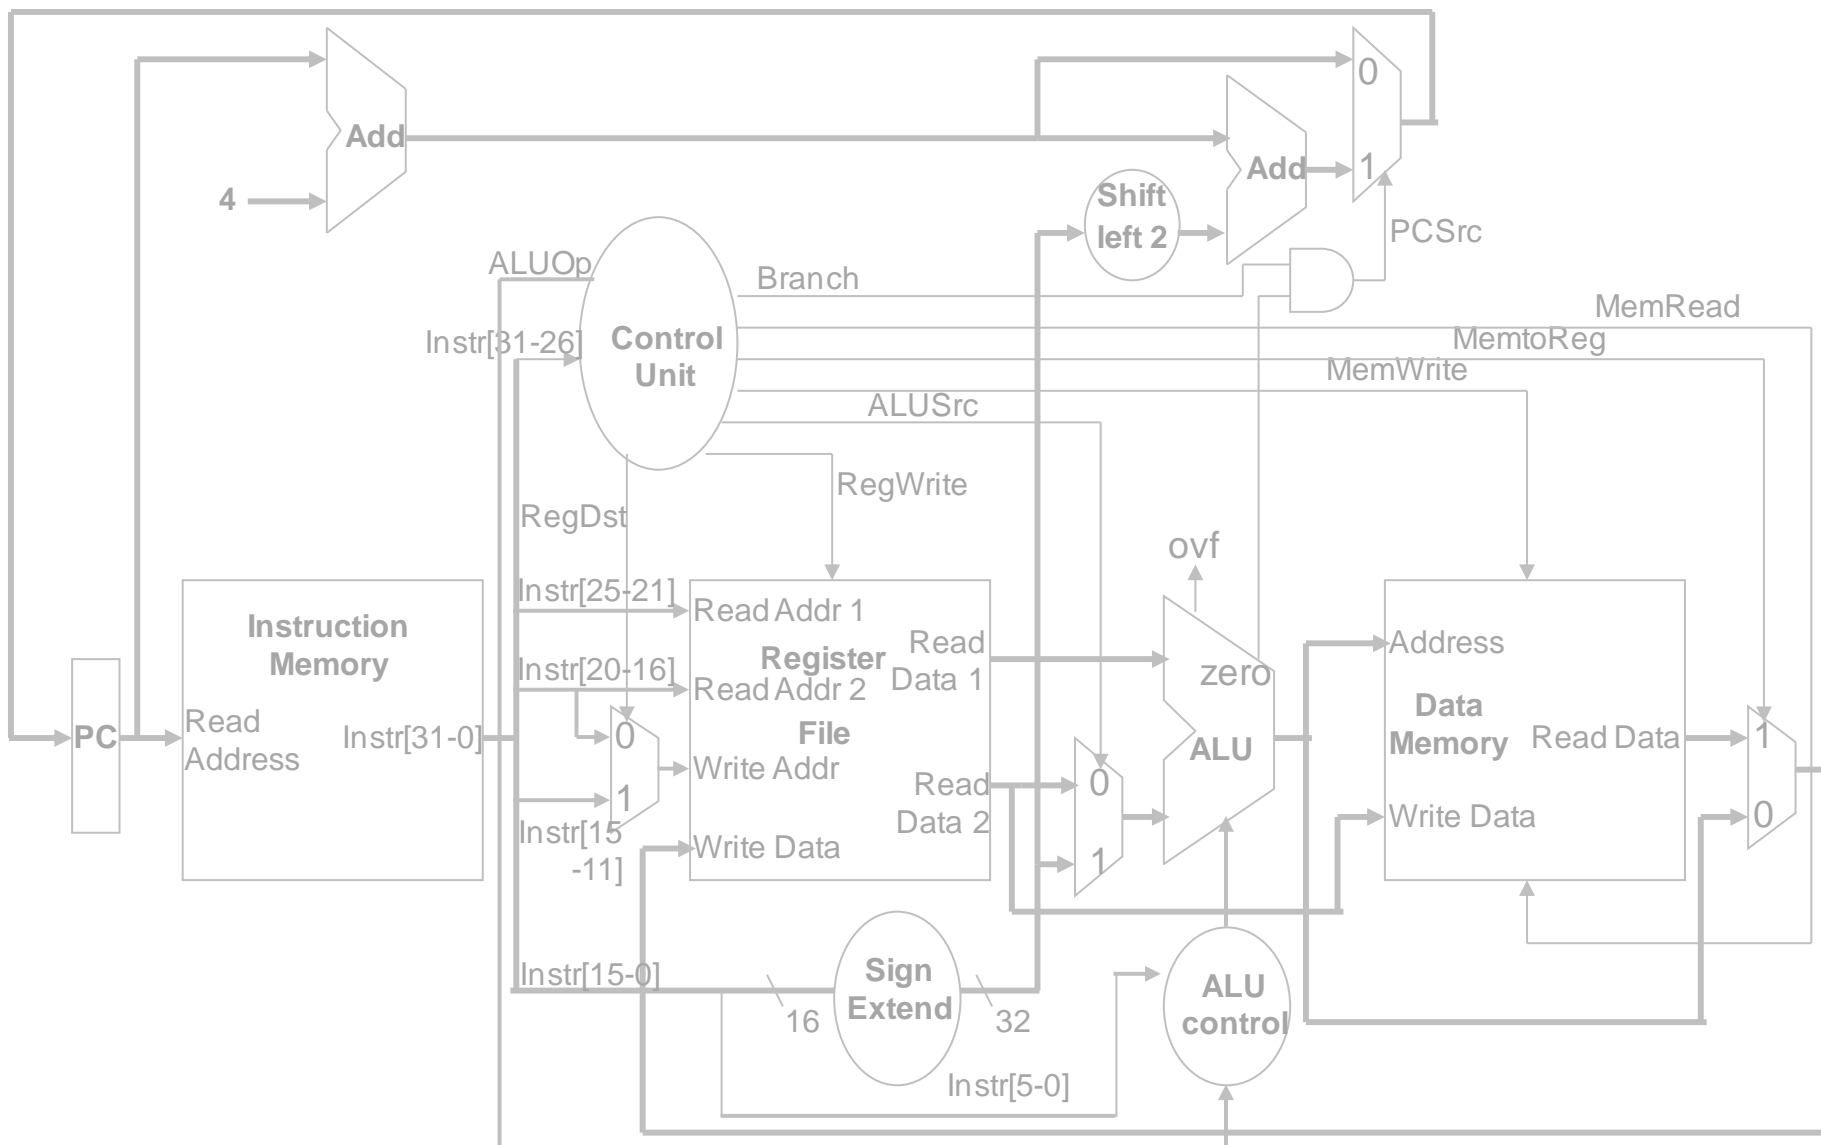 0
Add
Add
1
4
Shift
left 2
PCSrc
ALUOp
Branch
MemRead
Instr[31-26]
Control
Unit
MemtoReg
MemWrite
ALUSrc
RegWrite
RegDst
ovf
Instr[25-21]
Read Addr 1
Instruction
Memory
Read
Data 1
Address
Register
Instr[20-16]
Read Addr 2
zero
Data
Memory
PC
Read
Address
Instr[31-0]
0
File
ALU
Read Data
1
Write Addr
Read
Data 2
0
1
Write Data
0
Instr[15
-11]
Write Data
1
Instr[15-0]
16
Sign
Extend
32
ALU
control
Instr[5-0]